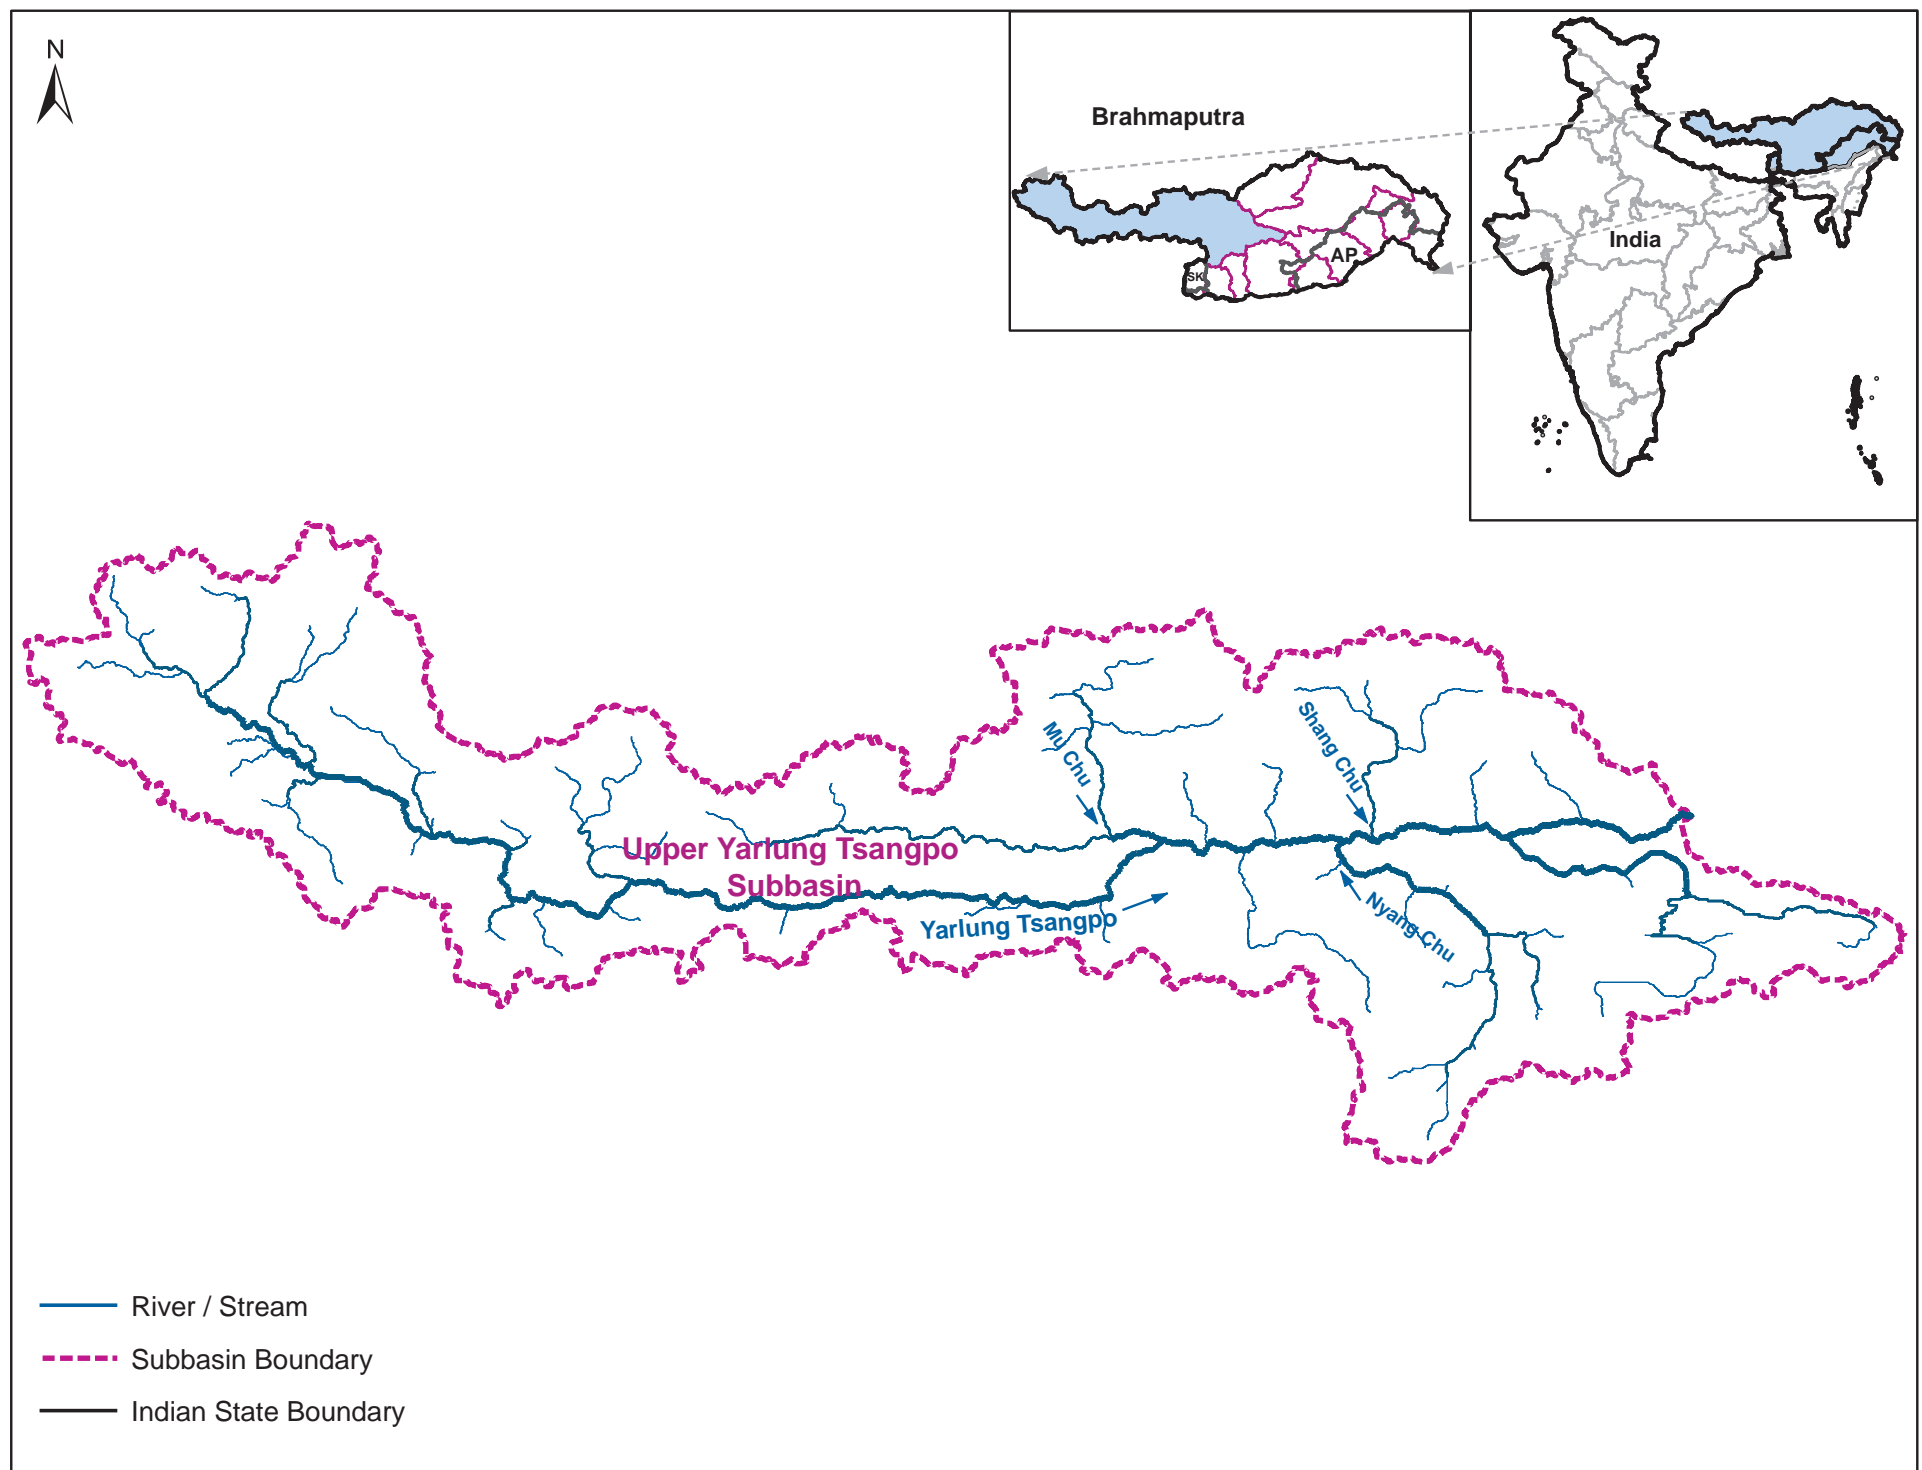 N
Brahmaputra
India
AP
SK
Mu Chu
Shang Chu
Upper Yarlung Tsangpo
Subbasin
Yarlung Tsangpo
Nyang Chu
River / Stream
Subbasin Boundary
Indian State Boundary